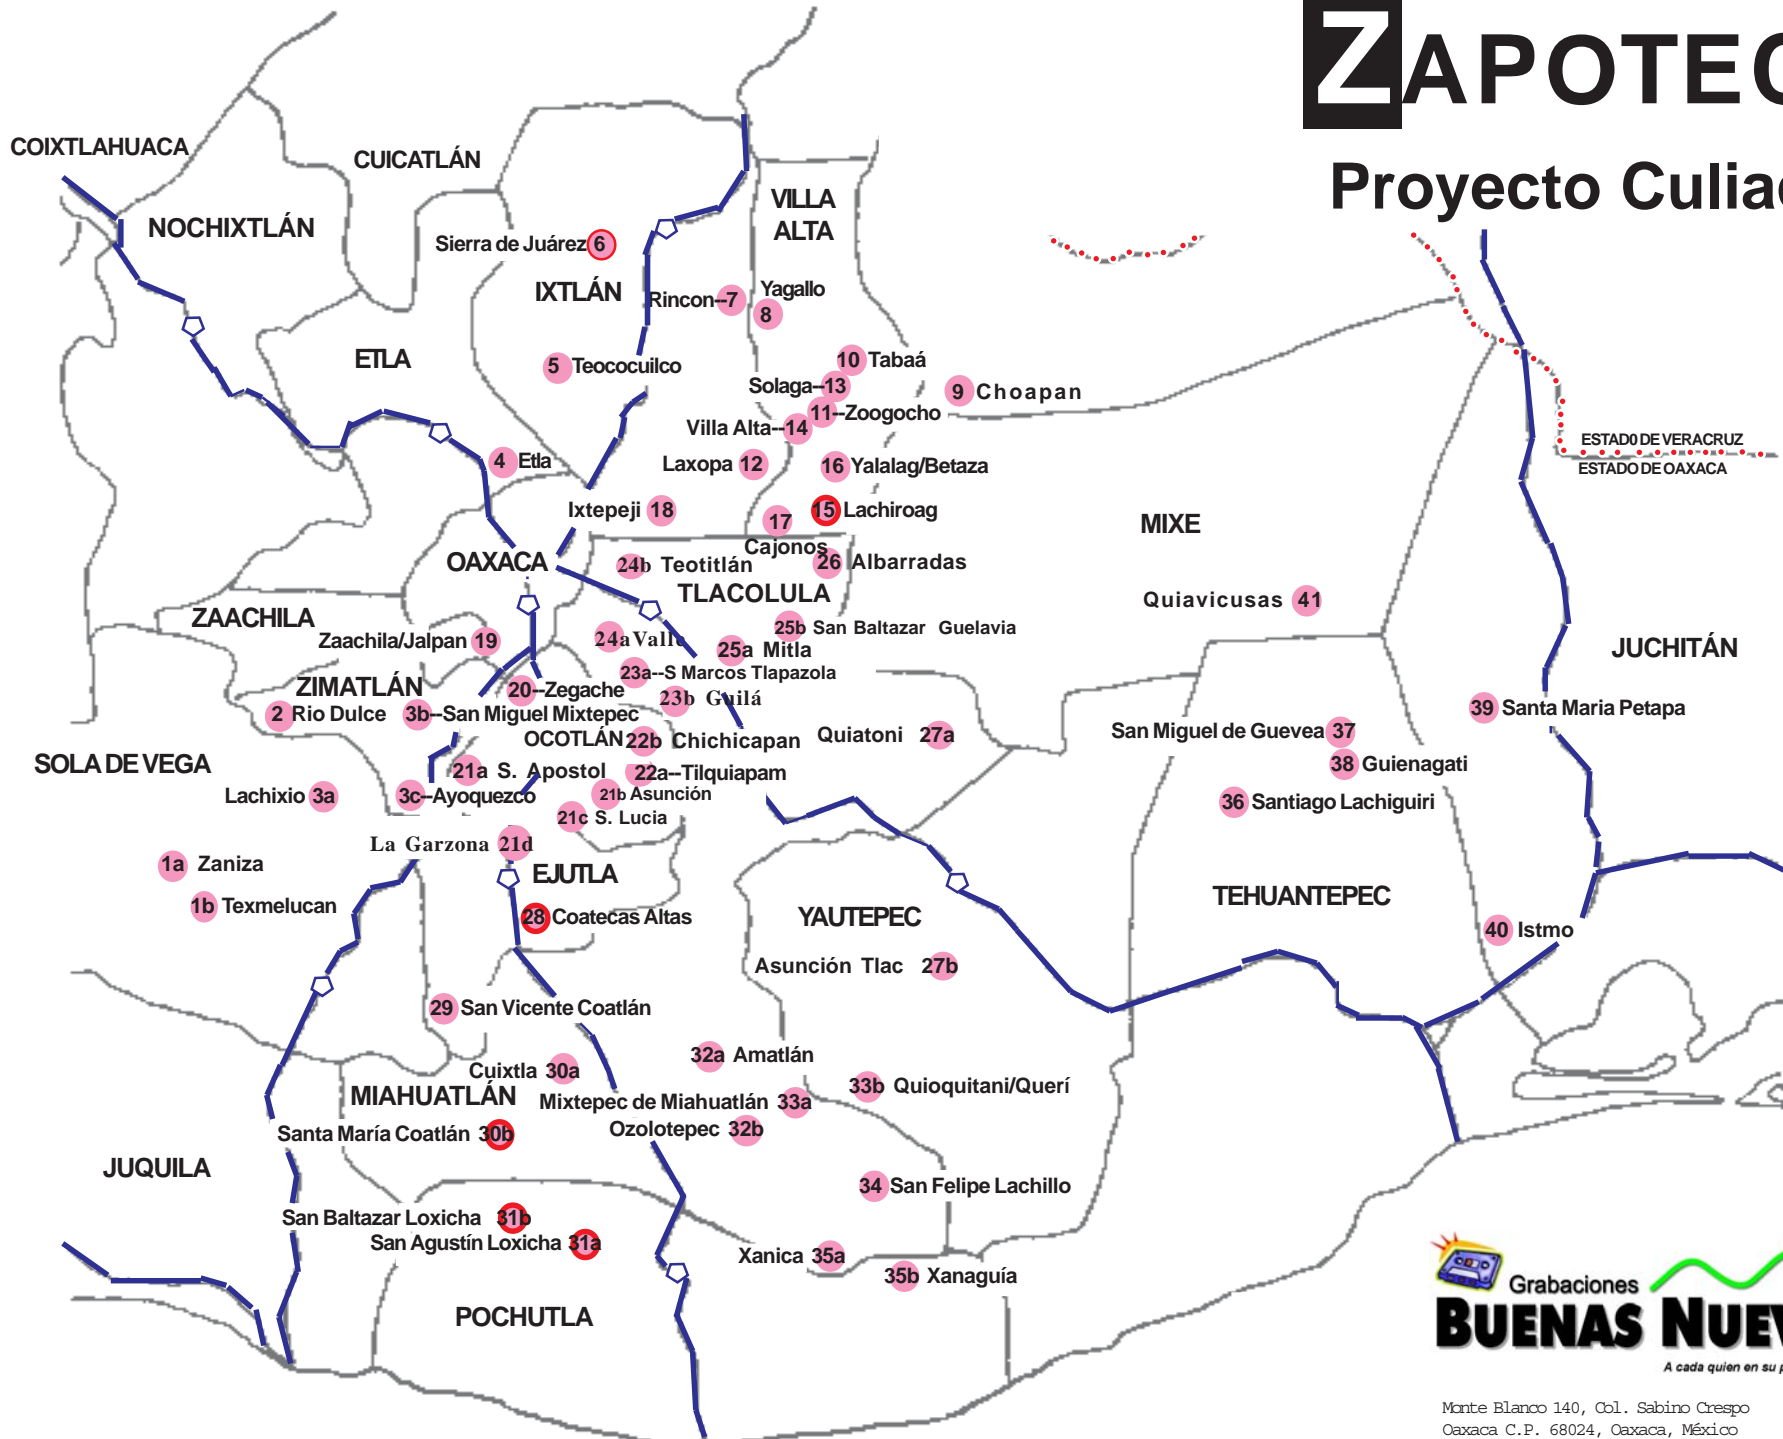 ZAPOTEC
Proyecto Culiac
COIXTLAHUACA
CUICATLÁN
NOCHIXTLÁN
VILLA
ALTA
Sierra de Juárez 6
IXTLÁN
Rincon--7
Yagallo
8
ETLA
5 Teococuilco
10 Tabaá
Solaga--13
9 Choapan
11--Zoogocho
Villa Alta--14
ESTAD0 DE VERACRUZ
ESTADO DE OAXACA
4 Etla
Laxopa 12
16 Yalalag/Betaza
Ixtepeji 18
17
15 Lachiroag
MIXE
Cajonos
OAXACA
24b Teotitlán
26 Albarradas
TLACOLULA
Quiavicusas 41
ZAACHILA
Zaachila/Jalpan 19
24a Valle
25b San Baltazar Guelavia
25a Mitla
JUCHITÁN
23a--S Marcos Tlapazola
ZIMATLÁN
20--Zegache
23b Guilá
2 Rio Dulce
3b--San Miguel Mixtepec
39 Santa Maria Petapa
OCOTLÁN
22b Chichicapan
Quiatoni 27a
San Miguel de Guevea 37
SOLA DE VEGA
21a S. Apostol
22a--Tilquiapam
38 Guienagati
Lachixio 3a
3c--Ayoquezco
21b Asunción
36 Santiago Lachiguiri
21c S. Lucia
La Garzona 21d
1a Zaniza
EJUTLA
TEHUANTEPEC
1b Texmelucan
28 Coatecas Altas
YAUTEPEC
40 Istmo
Asunción Tlac 27b
29 San Vicente Coatlán
32a Amatlán
Cuixtla 30a
33b Quioquitani/Querí
MIAHUATLÁN
Mixtepec de Miahuatlán 33a
Santa María Coatlán 30b
Ozolotepec 32b
JUQUILA
34 San Felipe Lachillo
San Baltazar Loxicha 31b
San Agustín Loxicha 31a
Xanica 35a
35b Xanaguía
POCHUTLA
Grabaciones
BUENAS NUEV
A cada quien en su p
Monte Blanco 140, Col. Sabino Crespo
Oaxaca C.P. 68024, Oaxaca, México